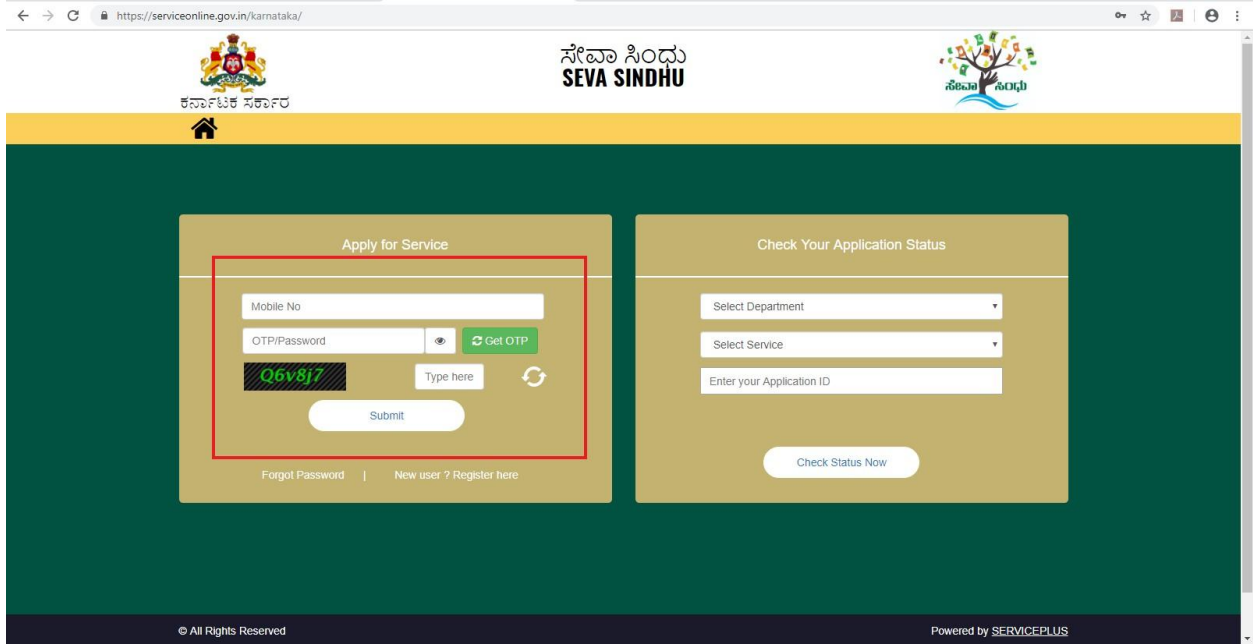 https://serviceonline.gov.in/karnataka/
ಕರ್ನಾಟಕ ಸರ್ಕಾರ
ಸೇವಾ ಸಿಂಧು
SEVA SINDHU
ಸೇವಾ ಸಿಂಧು
Apply for Service
Mobile No
OTP/Password
Get OTP
Q6v8j7
Type here
Submit
Forgot Password | New user ? Register here
Check Your Application Status
Select Department
Select Service
Enter your Application ID
Check Status Now
© All Rights Reserved
Powered by SERVICEPLUS